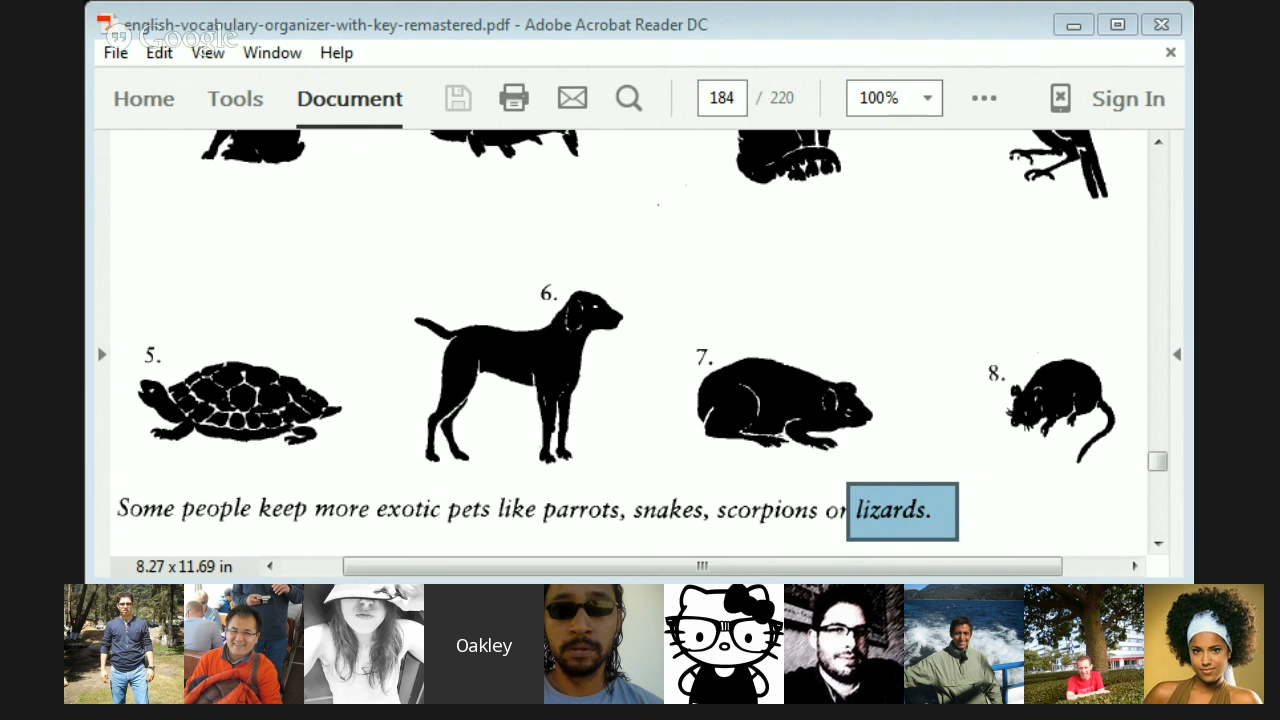 english-vocabulary-organizer-with-key-remastered.pdf - Adobe Acrobat Reader DC
Google
File Edit View Window Help
Home Tools Document 184 / 220 100% Sign In
6.
5. 7. 8.
Some people keep more exotic pets like parrots, snakes, scorpions or lizards.
8.27 x 11.69 in
Oakley